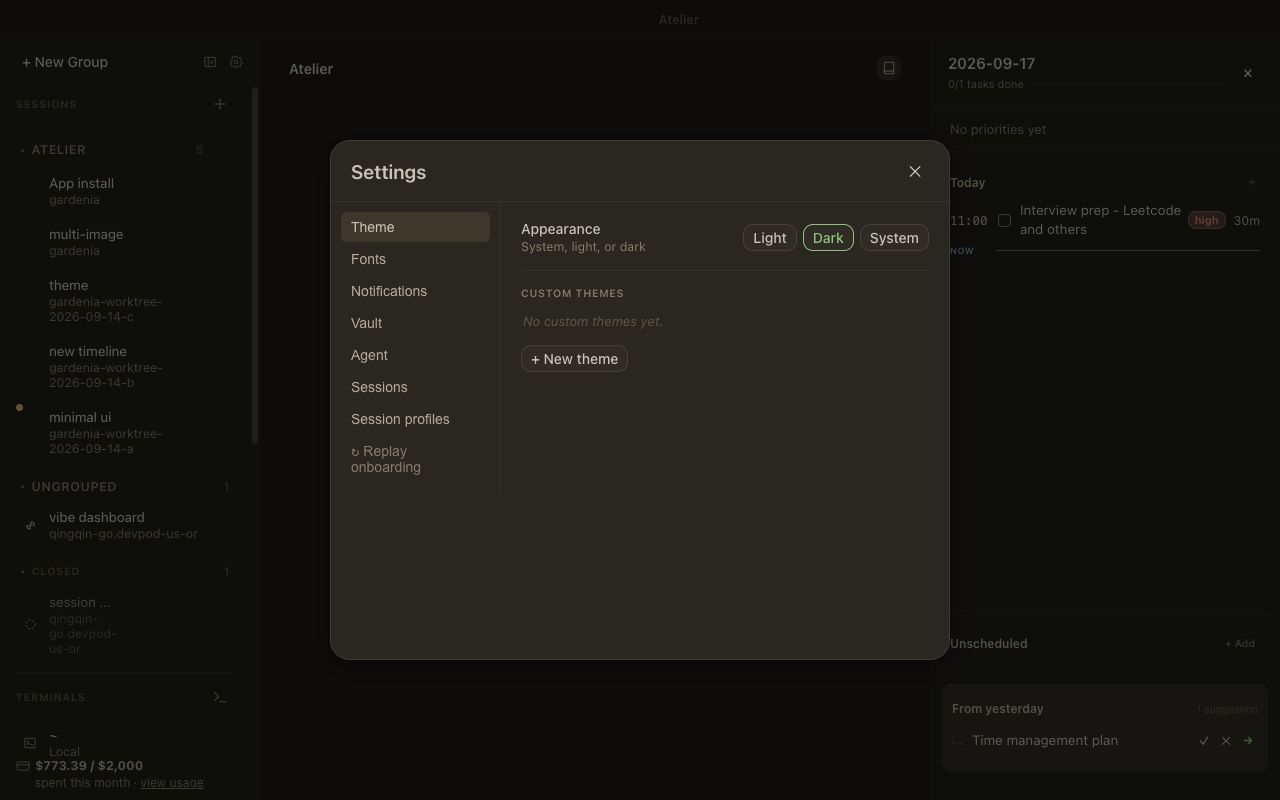 Atelier
+ New Group
SESSIONS
ATELIER 5
App install
gardenia
multi-image
gardenia
theme
gardenia-worktree-
2026-09-14-c
new timeline
gardenia-worktree-
2026-09-14-b
minimal ui
gardenia-worktree-
2026-09-14-a
UNGROUPED 1
vibe dashboard
qingqin-go.devpod-us-or
CLOSED 1
session ...
qingqin-
go.devpod-
us-or
TERMINALS
~
Local
$773.39 / $2,000
spent this month · view usage
Atelier
Settings
Theme
Fonts
Notifications
Vault
Agent
Sessions
Session profiles
↻ Replay
onboarding
Appearance
System, light, or dark
Light Dark System
CUSTOM THEMES
No custom themes yet.
+ New theme
2026-09-17
0/1 tasks done
No priorities yet
Today +
11:00 Interview prep - Leetcode high 30m
and others
NOW
Unscheduled + Add
From yesterday 1 suggestion
Time management plan